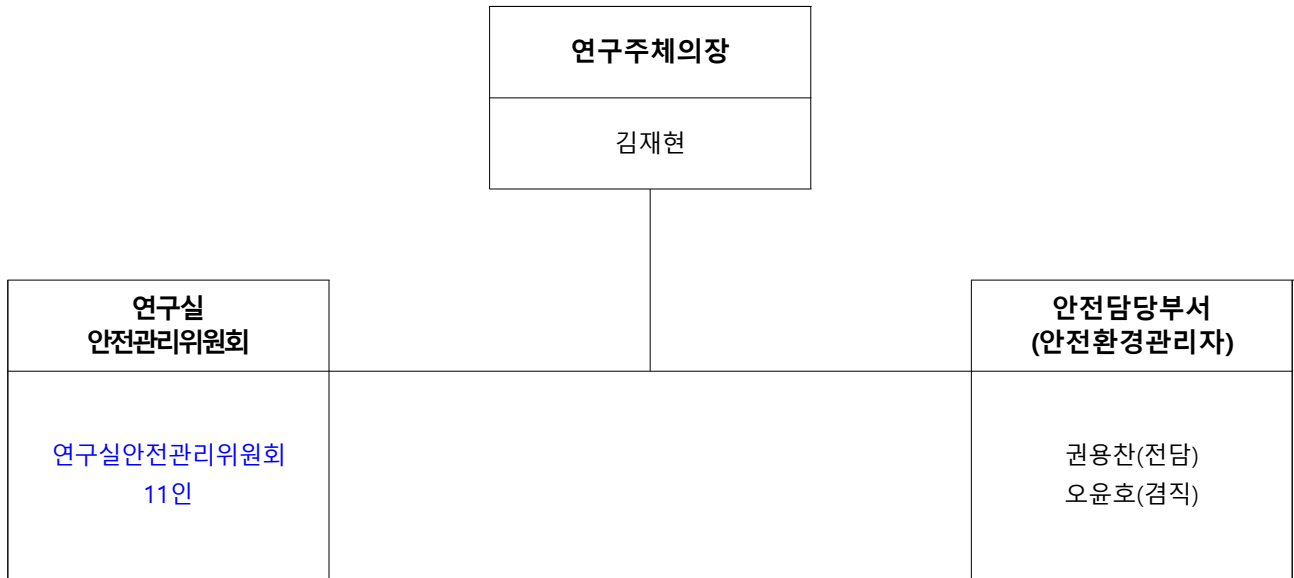 연구주체의장
김재현
연구실
안전관리위원회
연구실안전관리위원회
11인
안전담당부서
(안전환경관리자)
권용찬(전담)
오윤호(겸직)